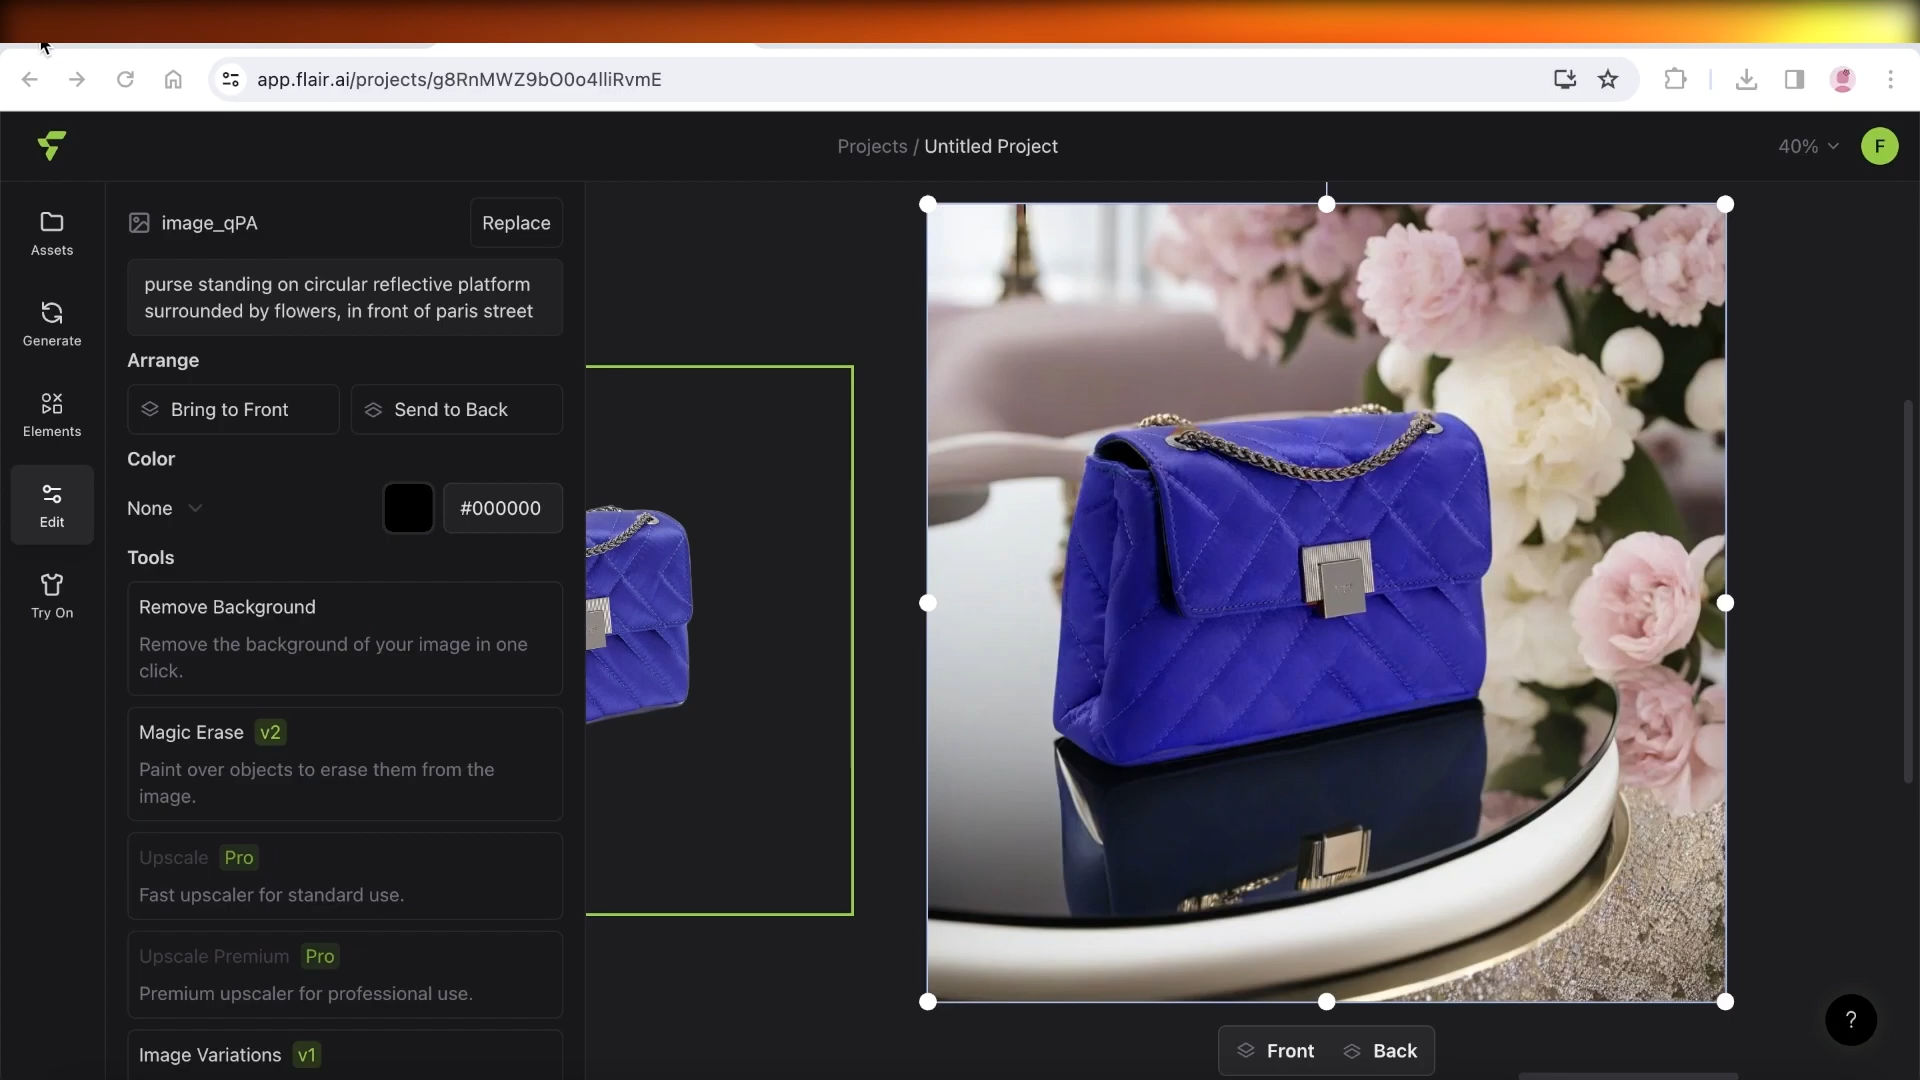 app.flair.ai/projects/g8RnMWZ9bO0o4lliRvmE
Projects / Untitled Project
40%
F
Assets
Generate
Elements
Edit
Try On
image_qPA
Replace
purse standing on circular reflective platform
surrounded by flowers, in front of paris street
Arrange
Bring to Front
Send to Back
Color
None
#000000
Tools
Remove Background
Remove the background of your image in one
click.
Magic Erase v2
Paint over objects to erase them from the
image.
Upscale Pro
Fast upscaler for standard use.
Upscale Premium Pro
Premium upscaler for professional use.
Image Variations v1
Front
Back
?